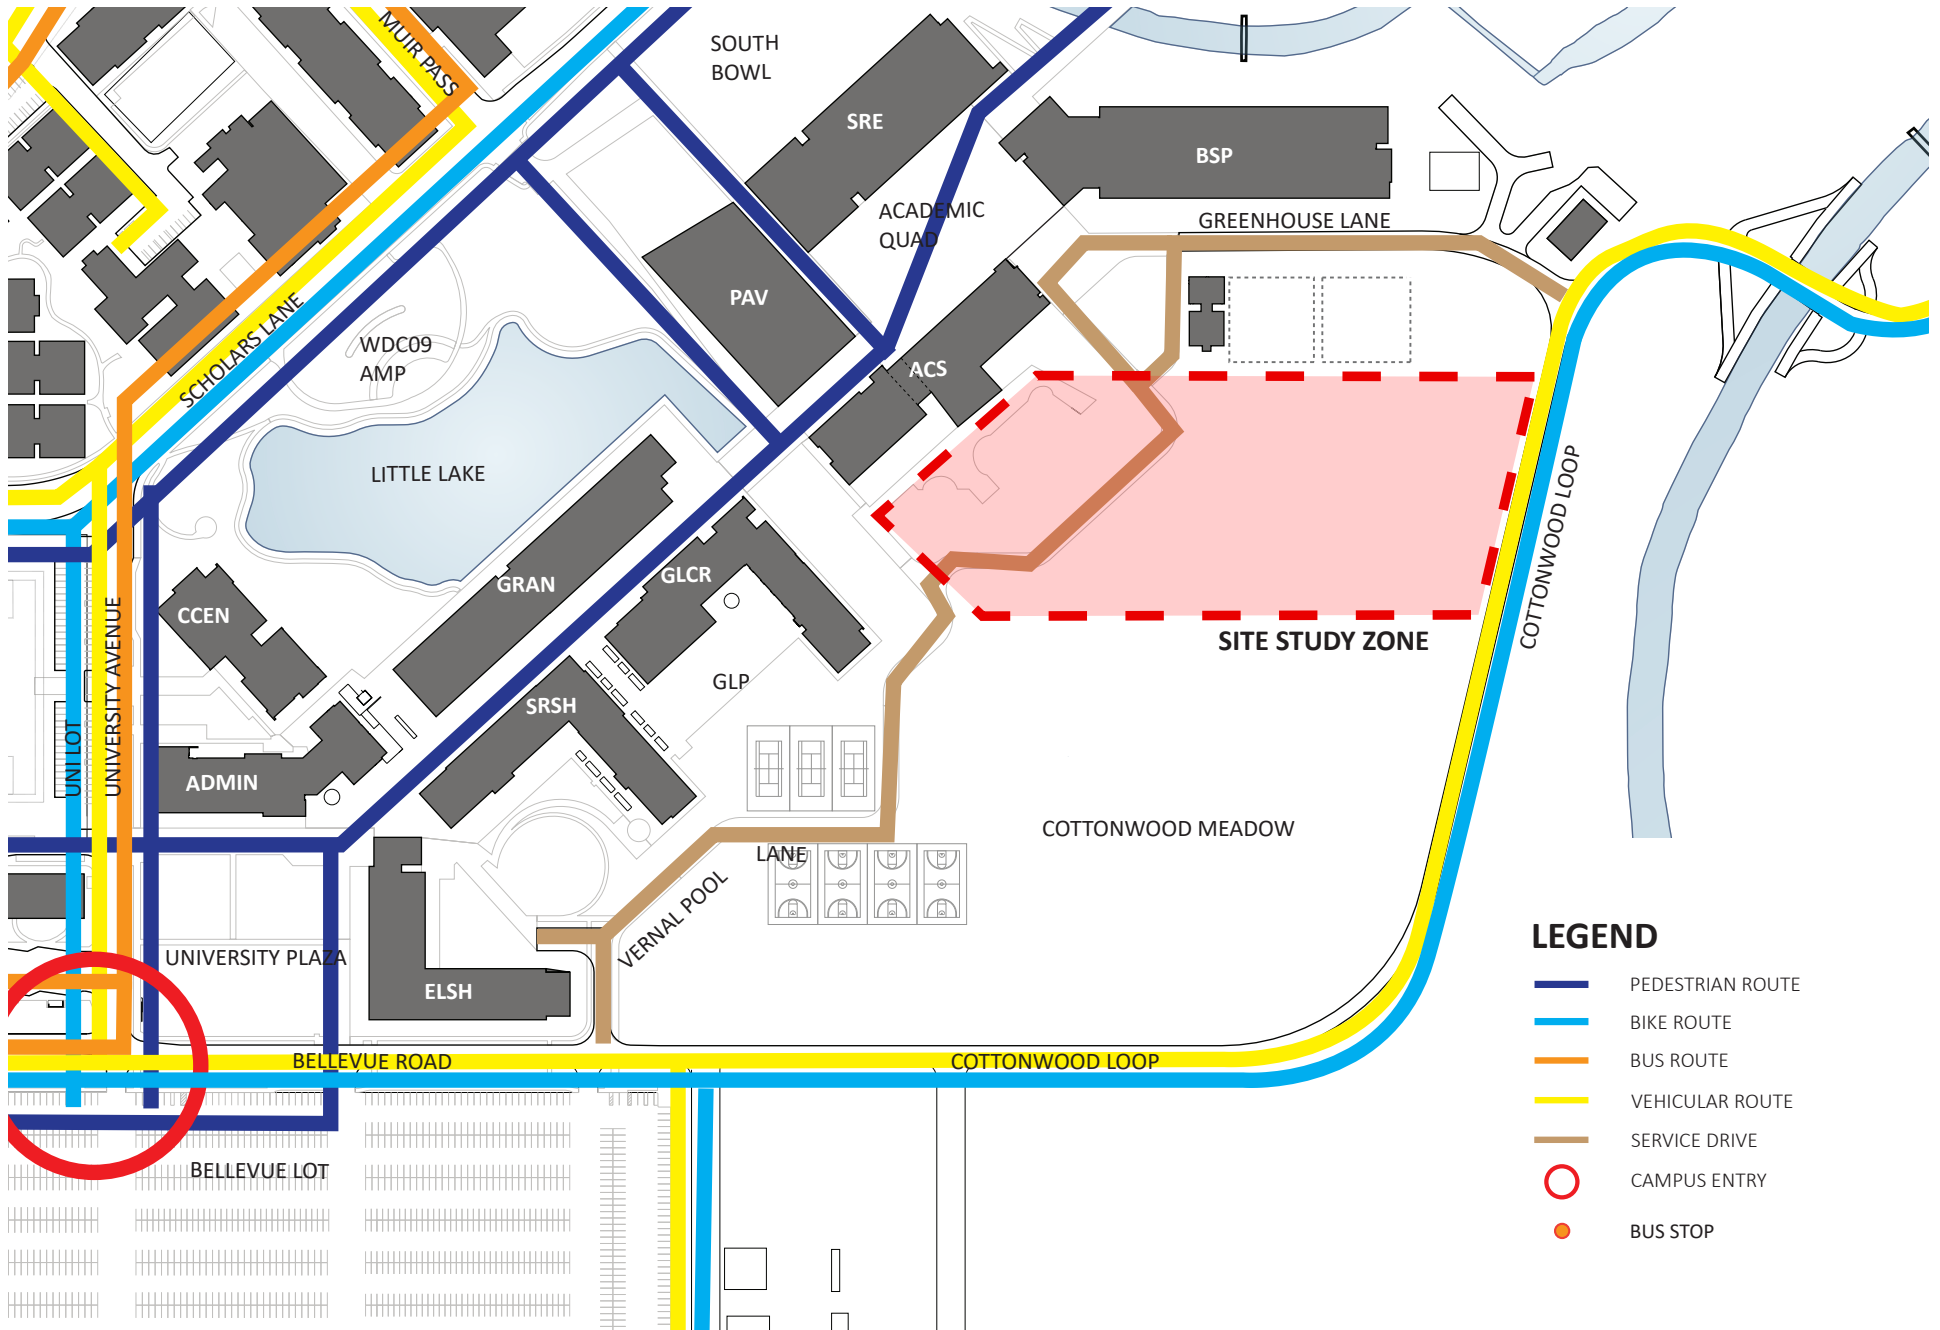 MUIR PASS
SOUTH
BOWL
SRE
BSP
ACADEMIC
QUAD
GREENHOUSE LANE
PAV
SCHOLARS LANE
WDC09
AMP
ACS
LITTLE LAKE
COTTONWOOD LOOP
GRAN
GLCR
CCEN
UNIVERSITY AVENUE
SITE STUDY ZONE
GLP
SRSH
UNI LOT
ADMIN
COTTONWOOD MEADOW
LANE
VERNAL POOL
UNIVERSITY PLAZA
ELSH
BELLEVUE ROAD
COTTONWOOD LOOP
BELLEVUE LOT
LEGEND
PEDESTRIAN ROUTE
BIKE ROUTE
BUS ROUTE
VEHICULAR ROUTE
SERVICE DRIVE
CAMPUS ENTRY
BUS STOP